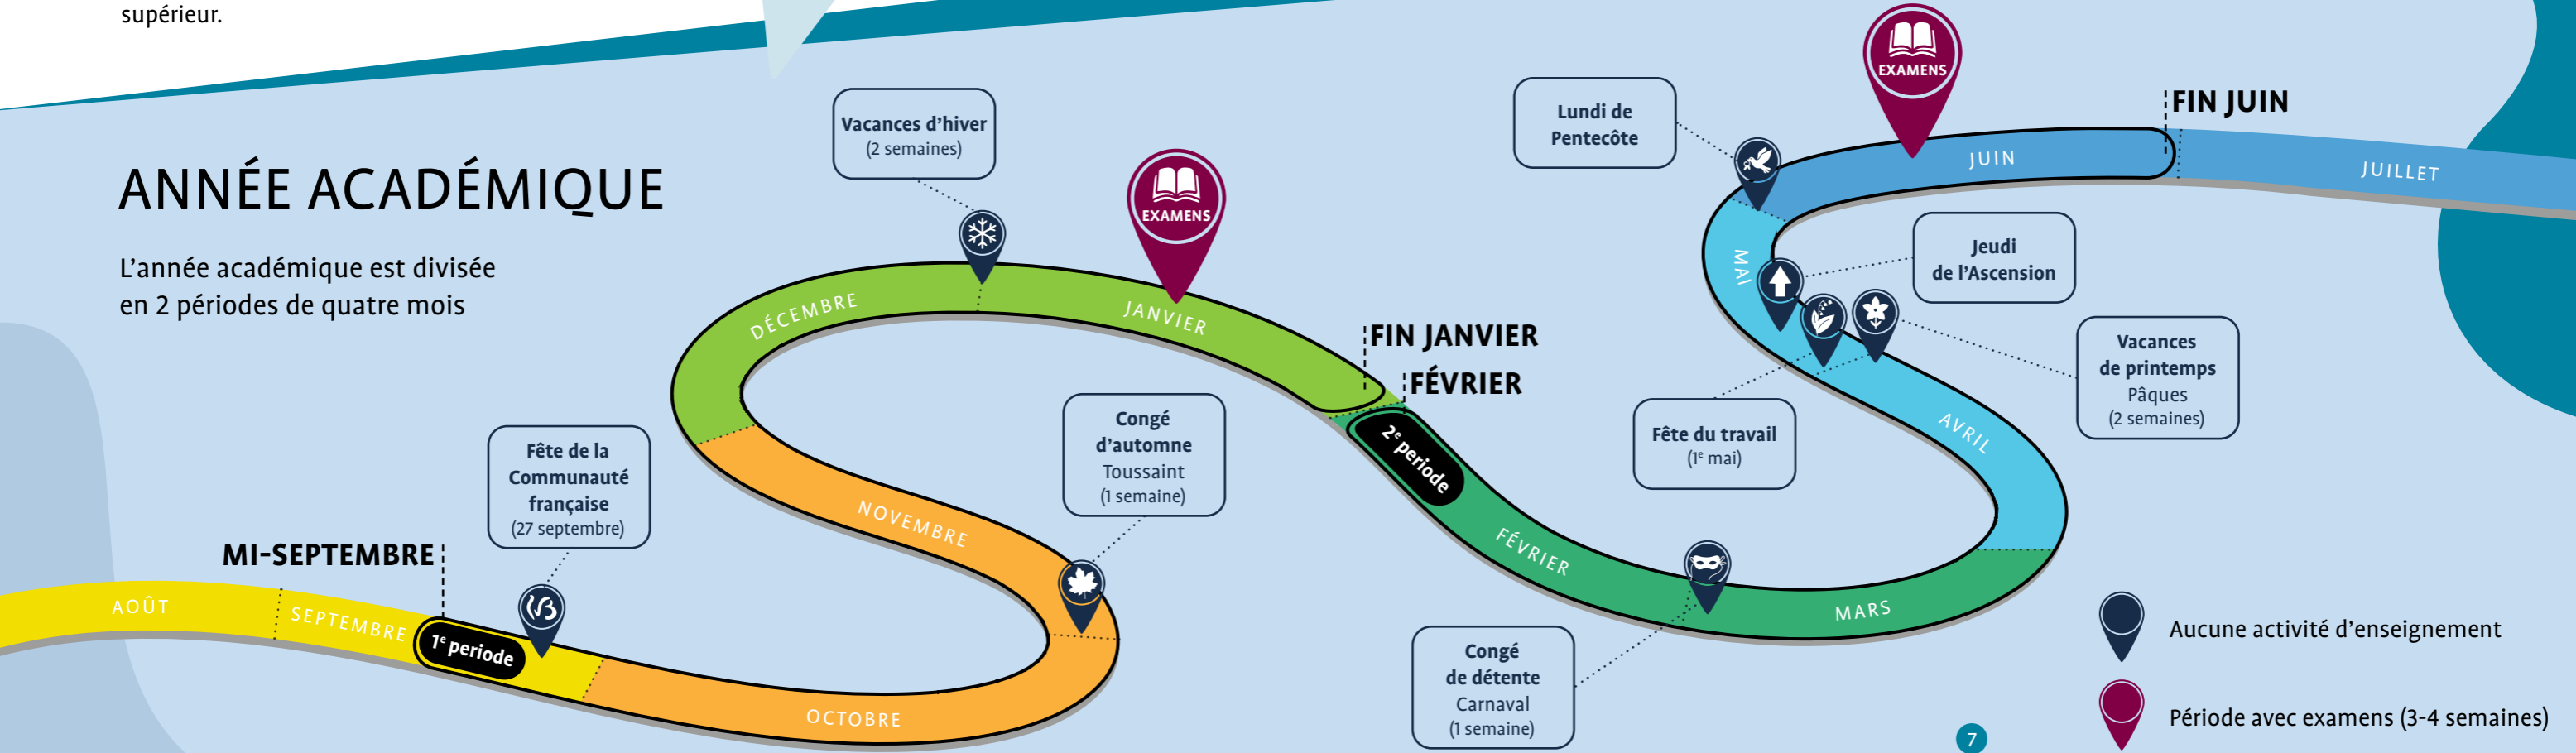 supérieur.
ANNÉE ACADÉMIQUE
L’année académique est divisée
en 2 périodes de quatre mois
AOÛT
SEPTEMBRE
MI-SEPTEMBRE
1e periode
Fête de la
Communauté
française
(27 septembre)
OCTOBRE
Congé
d’automne
Toussaint
(1 semaine)
NOVEMBRE
DÉCEMBRE
Vacances d’hiver
(2 semaines)
JANVIER
EXAMENS
FIN JANVIER
FÉVRIER
2e periode
FÉVRIER
Congé
de détente
Carnaval
(1 semaine)
MARS
AVRIL
Vacances
de printemps
Pâques
(2 semaines)
Fête du travail
(1e mai)
Jeudi
de l’Ascension
MAI
Lundi de
Pentecôte
EXAMENS
JUIN
FIN JUIN
JUILLET
Aucune activité d’enseignement
Période avec examens (3-4 semaines)
7